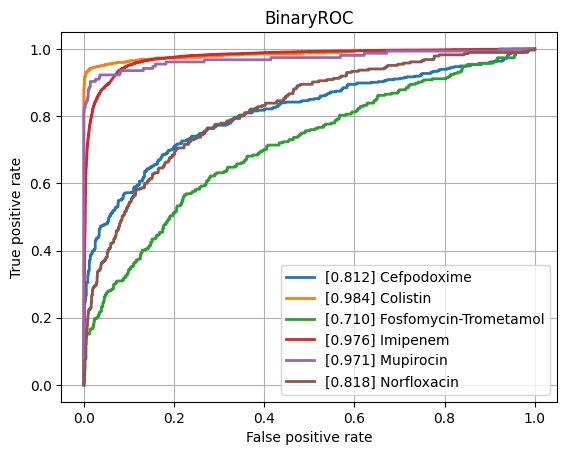 BinaryROC
True positive rate
1.0
0.8
0.6
0.4
0.2
0.0
[0.812] Cefpodoxime
[0.984] Colistin
[0.710] Fosfomycin-Trometamol
[0.976] Imipenem
[0.971] Mupirocin
[0.818] Norfloxacin
0.0 0.2 0.4 0.6 0.8 1.0
False positive rate